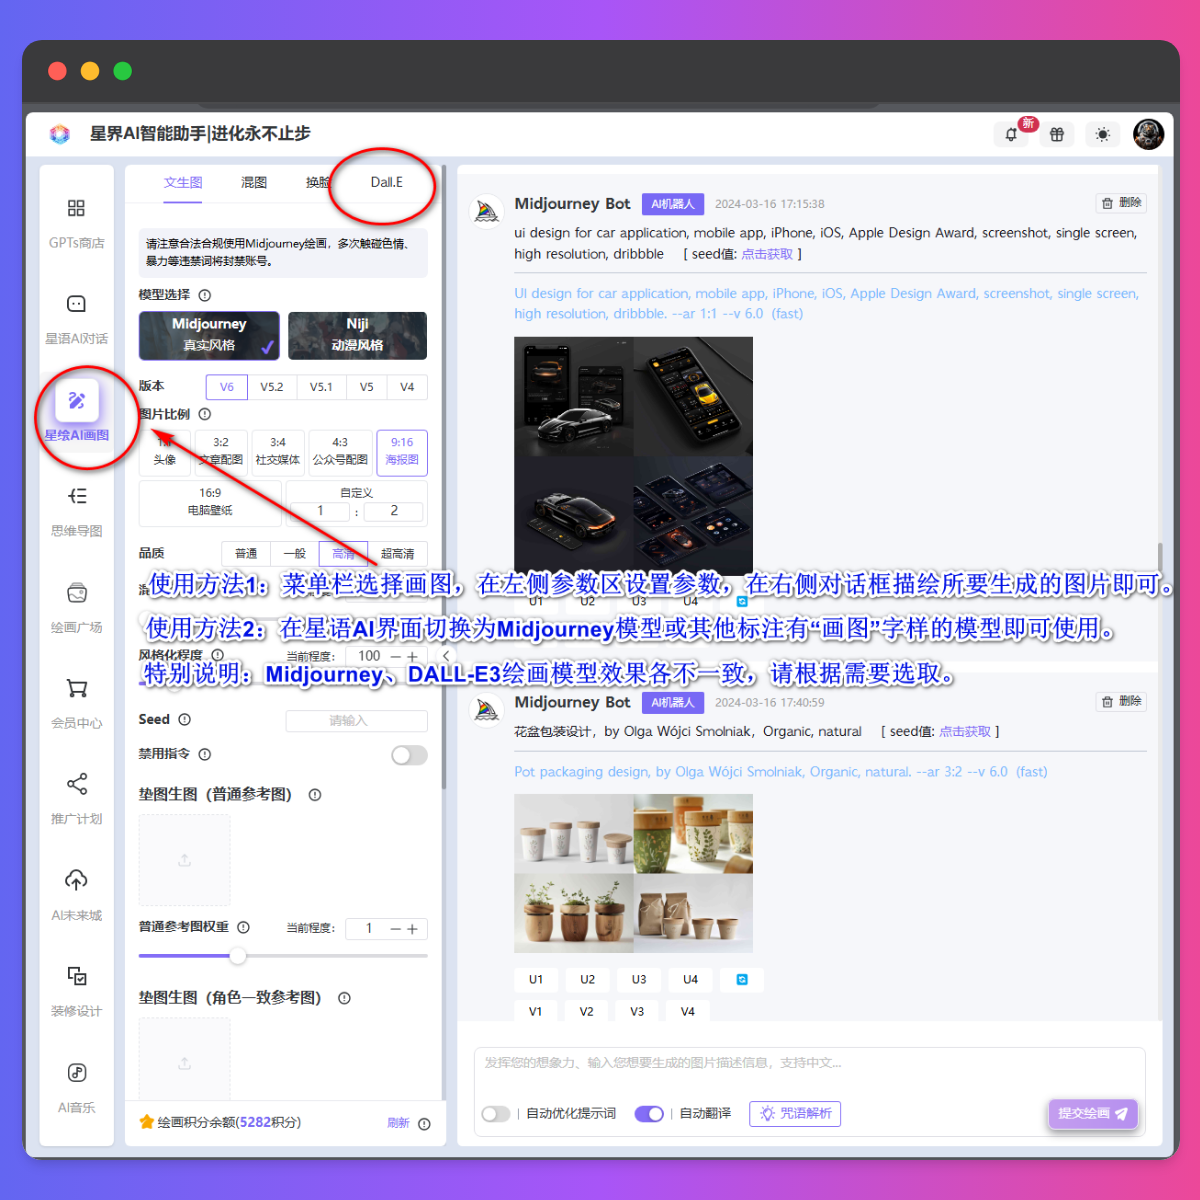 星界AI智能助手|进化永不止步
新
GPTs商店
星语AI对话
星绘AI画图
思维导图
绘画广场
会员中心
推广计划
AI未来城
装修设计
AI音乐
文生图 混图 换脸 Dall.E
请注意合法合规使用Midjourney绘画，多次触碰色情、
暴力等违禁词将封禁账号。
模型选择
Midjourney
真实风格
Niji
动漫风格
版本 V6 V5.2 V5.1 V5 V4
图片比例
3:2 3:4 4:3 9:16
头像 文章配图 社交媒体 公众号配图 海报图
16:9 自定义
电脑壁纸 1 : 2
品质 普通 一般 高清 超高清
使用方法1：菜单栏选择画图，在左侧参数区设置参数，在右侧对话框描绘所要生成的图片即可。
使用方法2：在星语AI界面切换为Midjourney模型或其他标注有“画图”字样的模型即可使用。
风格化程度 当前程度： 100 − +
特别说明：Midjourney、DALL-E3绘画模型效果各不一致，请根据需要选取。
Seed 请输入
禁用指令
垫图生图（普通参考图）
普通参考图权重 当前程度： 1 − +
垫图生图（角色一致参考图）
绘画积分余额(5282积分) 刷新
Midjourney Bot AI机器人 2024-03-16 17:15:38 删除
ui design for car application, mobile app, iPhone, iOS, Apple Design Award, screenshot, single screen,
high resolution, dribbble [ seed值: 点击获取 ]
UI design for car application, mobile app, iPhone, iOS, Apple Design Award, screenshot, single screen,
high resolution, dribbble. --ar 1:1 --v 6.0 (fast)
U1 U2 U3 U4
Midjourney Bot AI机器人 2024-03-16 17:40:59 删除
花盆包装设计，by Olga Wójci Smolniak，Organic, natural [ seed值: 点击获取 ]
Pot packaging design, by Olga Wójci Smolniak, Organic, natural. --ar 3:2 --v 6.0 (fast)
U1 U2 U3 U4
V1 V2 V3 V4
发挥您的想象力、输入您想要生成的图片描述信息，支持中文...
自动优化提示词 自动翻译 咒语解析 提交绘画